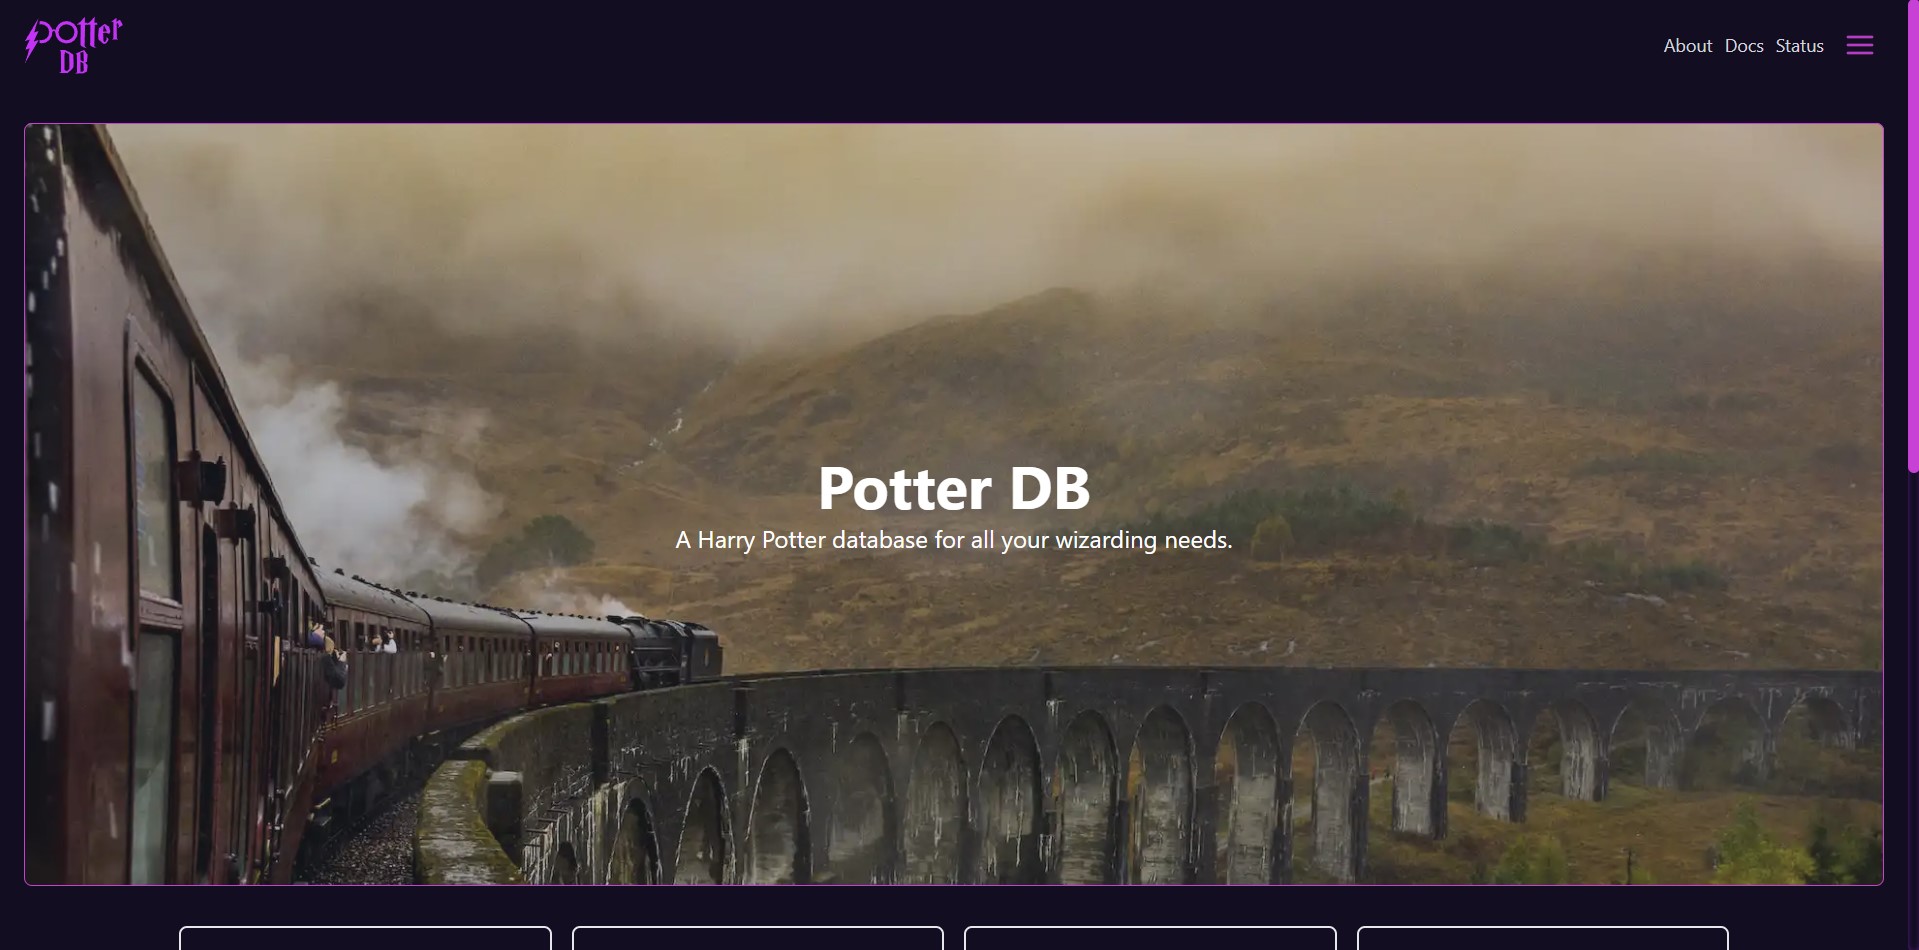 Potter
DB
About Docs Status
Potter DB
A Harry Potter database for all your wizarding needs.